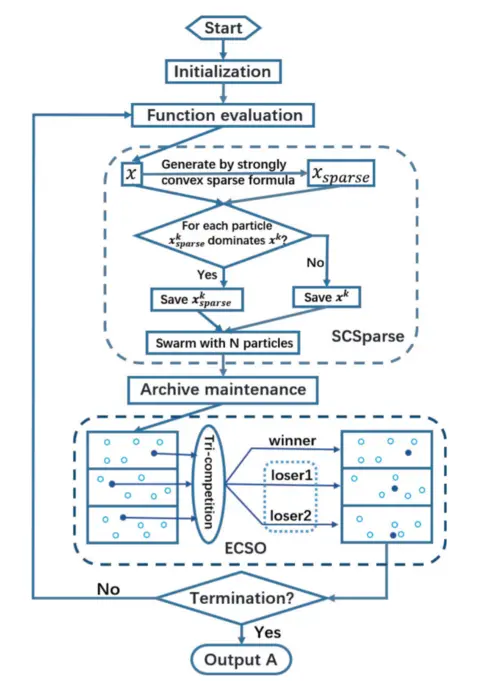 Start
Initialization
Function evaluation
x
Generate by strongly
convex sparse formula
x_sparse
For each particle
x^k_sparse dominates x^k?
Yes
No
Save x^k_sparse
Save x^k
SCSparse
Swarm with N particles
Archive maintenance
Tri-competition
winner
loser1
loser2
ECSO
No
Termination?
Yes
Output A